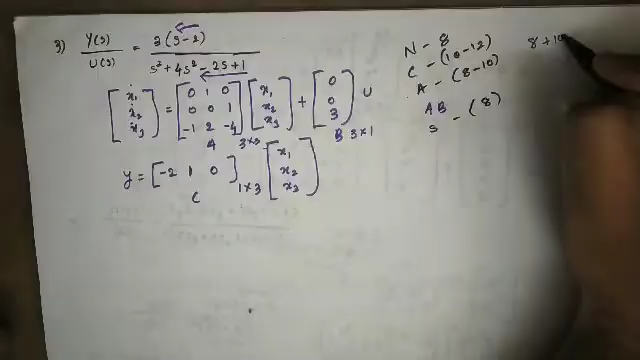 3) Y(s)/U(s) = 3(s-2)/s³+4s²-2s+1
[ẋ₁ ẋ₂ ẋ₃] = [0 1 0; 0 0 1; -1 2 -4] [x₁ x₂ x₃] + [0 0 3] U
A 3×3 B 3×1
y = [-2 1 0] 1×3 [x₁ x₂ x₃]
C
N - 8
C - (10-12)
A - (8-10)
AB
S - (8)
8+10